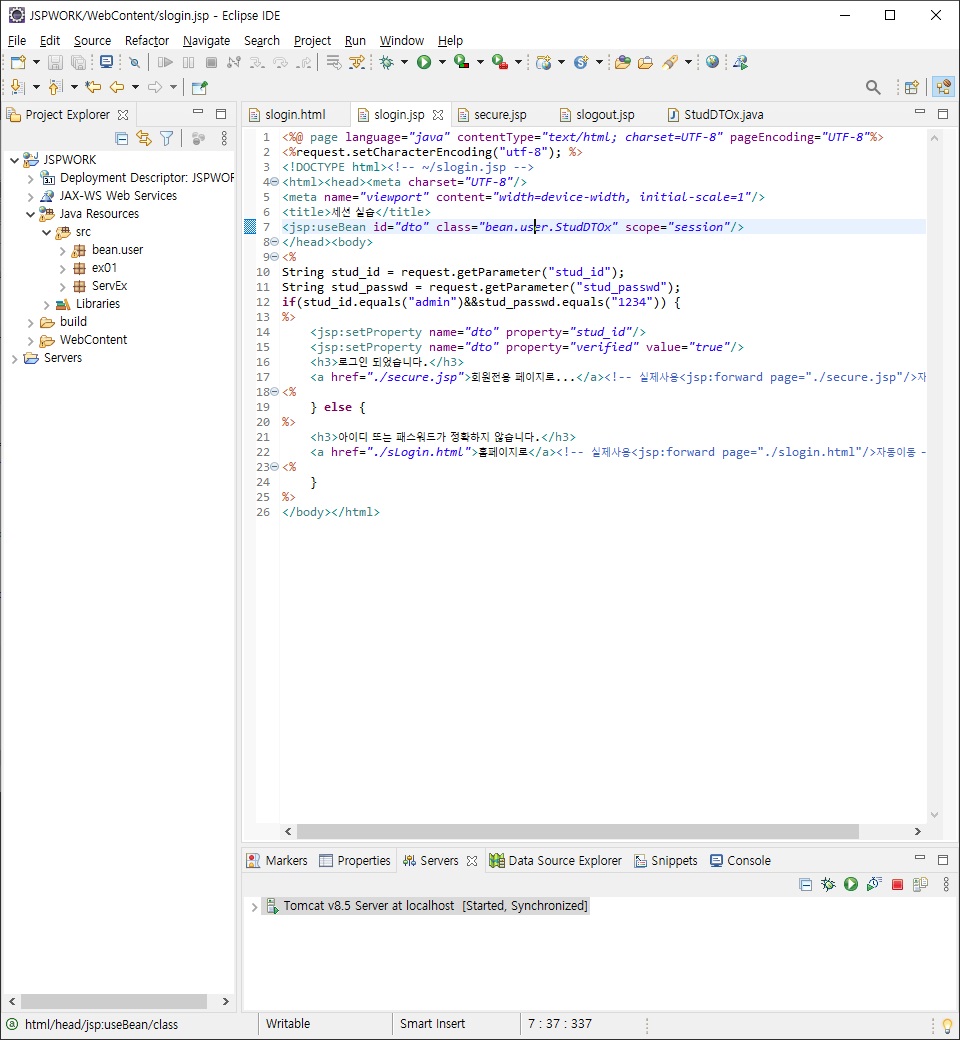 JSPWORK/WebContent/slogin.jsp - Eclipse IDE
File Edit Source Refactor Navigate Search Project Run Window Help
Project Explorer
JSPWORK
Deployment Descriptor: JSPWOR
JAX-WS Web Services
Java Resources
src
bean.user
ex01
ServEx
Libraries
build
WebContent
Servers
slogin.html slogin.jsp secure.jsp slogout.jsp StudDTOx.java
1 <%@ page language="java" contentType="text/html; charset=UTF-8" pageEncoding="UTF-8"%>
2 <%request.setCharacterEncoding("utf-8"); %>
3 <!DOCTYPE html><!-- ~/slogin.jsp -->
4 <html><head><meta charset="UTF-8"/>
5 <meta name="viewport" content="width=device-width, initial-scale=1"/>
6 <title>세션 실습</title>
7 <jsp:useBean id="dto" class="bean.user.StudDTOx" scope="session"/>
8 </head><body>
9 <%
10 String stud_id = request.getParameter("stud_id");
11 String stud_passwd = request.getParameter("stud_passwd");
12 if(stud_id.equals("admin")&&stud_passwd.equals("1234")) {
13 %>
14 <jsp:setProperty name="dto" property="stud_id"/>
15 <jsp:setProperty name="dto" property="verified" value="true"/>
16 <h3>로그인 되었습니다.</h3>
17 <a href="./secure.jsp">회원전용 페이지로...</a><!-- 실제사용<jsp:forward page="./secure.jsp"/>자
18 <%
19 } else {
20 %>
21 <h3>아이디 또는 패스워드가 정확하지 않습니다.</h3>
22 <a href="./sLogin.html">홈페이지로</a><!-- 실제사용<jsp:forward page="./slogin.html"/>자동이동 -
23 <%
24 }
25 %>
26 </body></html>
Markers Properties Servers Data Source Explorer Snippets Console
Tomcat v8.5 Server at localhost [Started, Synchronized]
html/head/jsp:useBean/class Writable Smart Insert 7 : 37 : 337